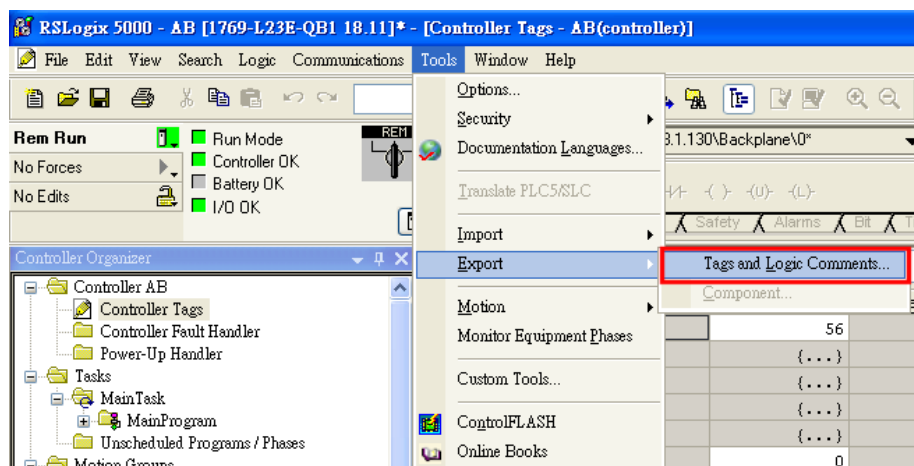 RSLogix 5000 - AB [1769-L23E-QB1 18.11]* - [Controller Tags - AB(controller)]
File Edit View Search Logic Communications Tools Window Help
Options...
Security
Documentation Languages...
Translate PLC5/SLC
Import
Export
Motion
Monitor Equipment Phases
Custom Tools...
ControlFLASH
Online Books
Tags and Logic Comments...
Component...
Rem Run
No Forces
No Edits
Run Mode
Controller OK
Battery OK
I/O OK
REM
3.1.130\Backplane\0*
Safety Alarms Bit
Controller Organizer
Controller AB
Controller Tags
Controller Fault Handler
Power-Up Handler
Tasks
MainTask
MainProgram
Unscheduled Programs / Phases
Motion Groups
56
{...}
{...}
{...}
{...}
0